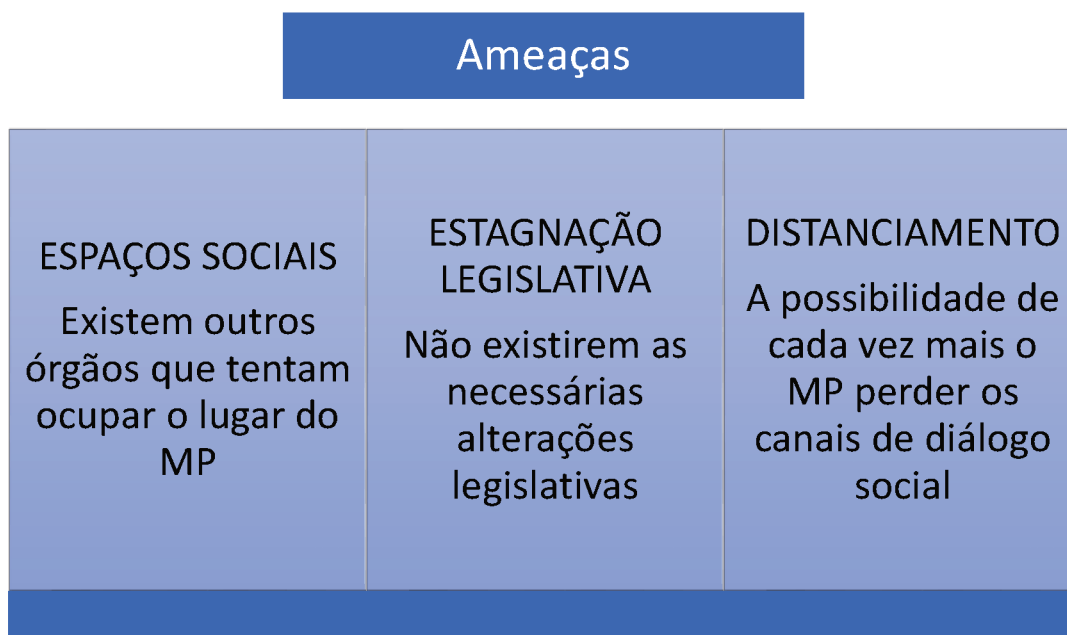 Ameaças
ESPAÇOS SOCIAIS
Existem outros
órgãos que tentam
ocupar o lugar do
MP
ESTAGNAÇÃO
LEGISLATIVA
Não existirem as
necessárias
alterações
legislativas
DISTANCIAMENTO
A possibilidade de
cada vez mais o
MP perder os
canais de diálogo
social